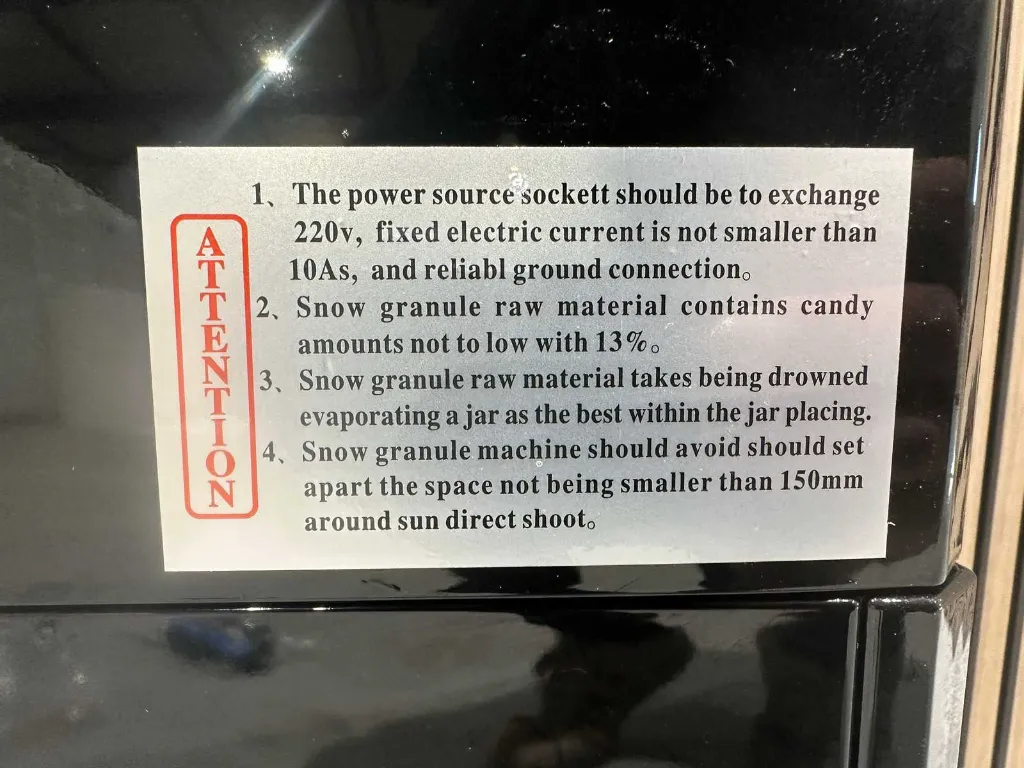 ATTENTION
1、The power source sockett should be to exchange
220v, fixed electric current is not smaller than
10As, and reliabl ground connection。
2、Snow granule raw material contains candy
amounts not to low with 13%。
3、Snow granule raw material takes being drowned
evaporating a jar as the best within the jar placing.
4、Snow granule machine should avoid should set
apart the space not being smaller than 150mm
around sun direct shoot。